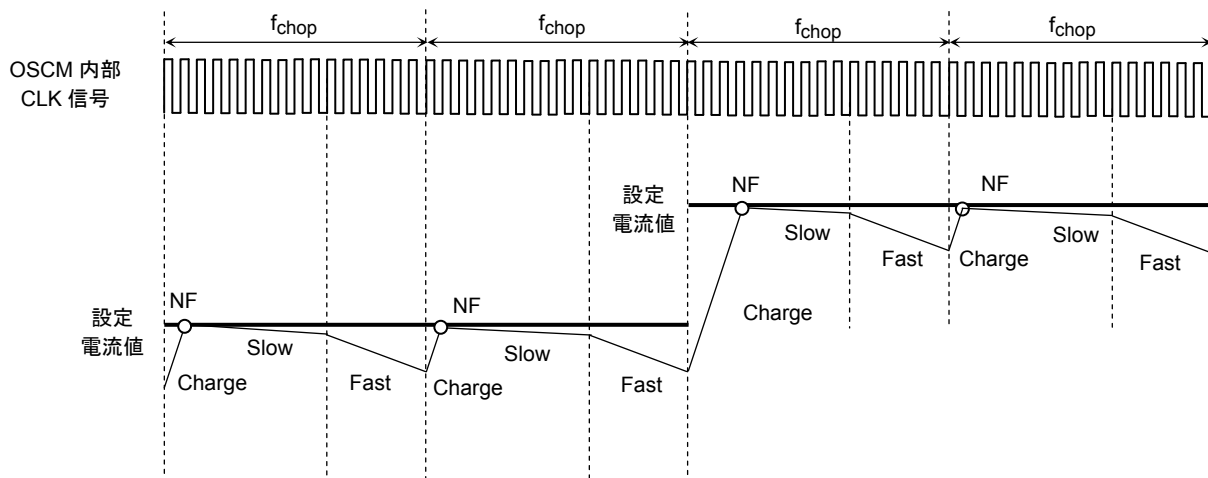 fchop
fchop
fchop
fchop
OSCM 内部
CLK 信号
設定
電流値
NF
NF
Slow
Fast
Charge
Slow
Fast
Charge
設定
電流値
NF
NF
Slow
Slow
Charge
Fast
Charge
Fast